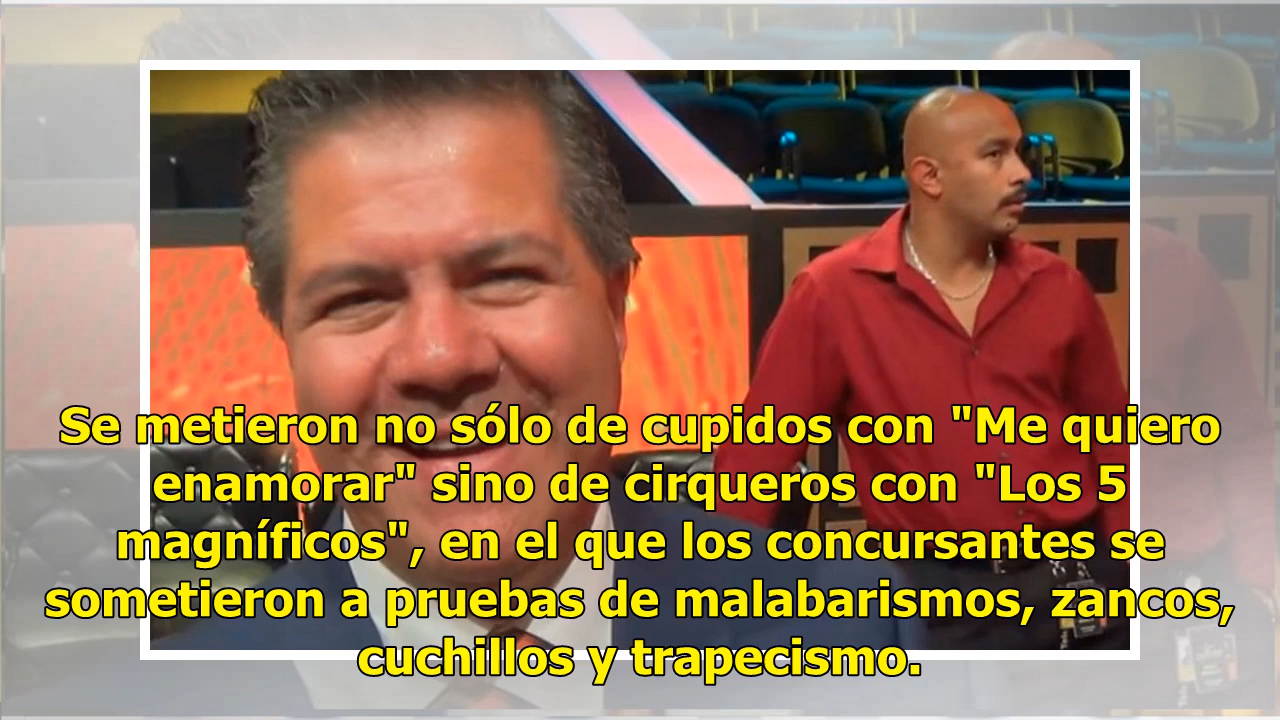 Se metieron no sólo de cupidos con "Me quiero
enamorar" sino de cirqueros con "Los 5
magníficos", en el que los concursantes se
sometieron a pruebas de malabarismos, zancos,
cuchillos y trapecismo.